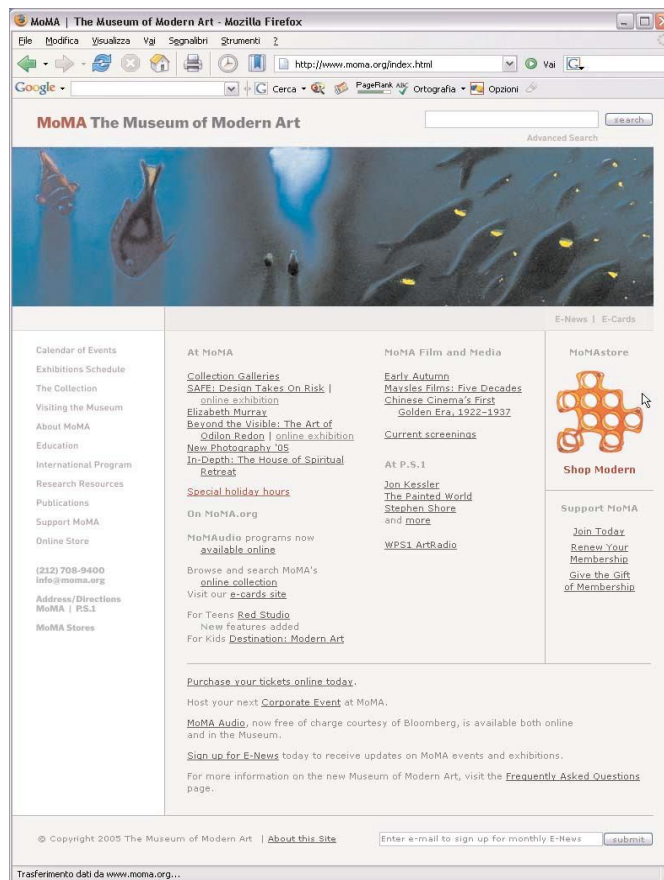 MoMA | The Museum of Modern Art - Mozilla Firefox
File Modifica Visualizza Vai Segnalibri Strumenti ?
http://www.moma.org/index.html Vai
Google Cerca PageRank ABC Ortografia Opzioni
MoMA The Museum of Modern Art
search
Advanced Search
E-News | E-Cards
Calendar of Events
Exhibitions Schedule
The Collection
Visiting the Museum
About MoMA
Education
International Program
Research Resources
Publications
Support MoMA
Online Store
(212) 708-9400
info@moma.org
Address/Directions
MoMA | P.S.1
MoMA Stores
At MoMA
Collection Galleries
SAFE: Design Takes On Risk |
online exhibition
Elizabeth Murray
Beyond the Visible: The Art of
Odilon Redon | online exhibition
New Photography '05
In-Depth: The House of Spiritual
Retreat
Special holiday hours
On MoMA.org
MoMAudio programs now
available online
Browse and search MoMA's
online collection
Visit our e-cards site
For Teens Red Studio
New features added
For Kids Destination: Modern Art
MoMA Film and Media
Early Autumn
Maysles Films: Five Decades
Chinese Cinema's First
Golden Era, 1922-1937
Current screenings
At P.S.1
Jon Kessler
The Painted World
Stephen Shore
and more
WPS1 ArtRadio
MoMAstore
Shop Modern
Support MoMA
Join Today
Renew Your
Membership
Give the Gift
of Membership
Purchase your tickets online today.
Host your next Corporate Event at MoMA.
MoMA Audio, now free of charge courtesy of Bloomberg, is available both online
and in the Museum.
Sign up for E-News today to receive updates on MoMA events and exhibitions.
For more information on the new Museum of Modern Art, visit the Frequently Asked Questions
page.
© Copyright 2005 The Museum of Modern Art | About this Site
Enter e-mail to sign up for monthly E-News submit
Trasferimento dati da www.moma.org...